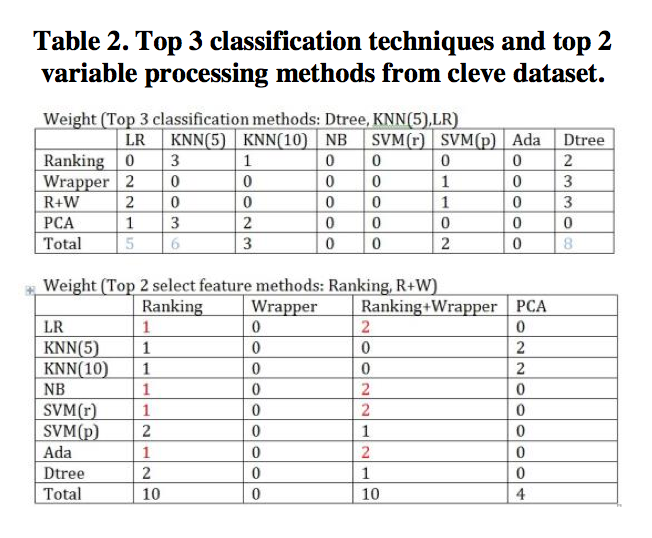 Table 2. Top 3 classification techniques and top 2
variable processing methods from cleve dataset.
Weight (Top 3 classification methods: Dtree, KNN(5),LR)
LR KNN(5) KNN(10) NB SVM(r) SVM(p) Ada Dtree
Ranking 0 3 1 0 0 0 0 2
Wrapper 2 0 0 0 0 1 0 3
R+W 2 0 0 0 0 1 0 3
PCA 1 3 2 0 0 0 0 0
Total 5 6 3 0 0 2 0 8
Weight (Top 2 select feature methods: Ranking, R+W)
Ranking Wrapper Ranking+Wrapper PCA
LR 1 0 2 0
KNN(5) 1 0 0 2
KNN(10) 1 0 0 2
NB 1 0 2 0
SVM(r) 1 0 2 0
SVM(p) 2 0 1 0
Ada 1 0 2 0
Dtree 2 0 1 0
Total 10 0 10 4